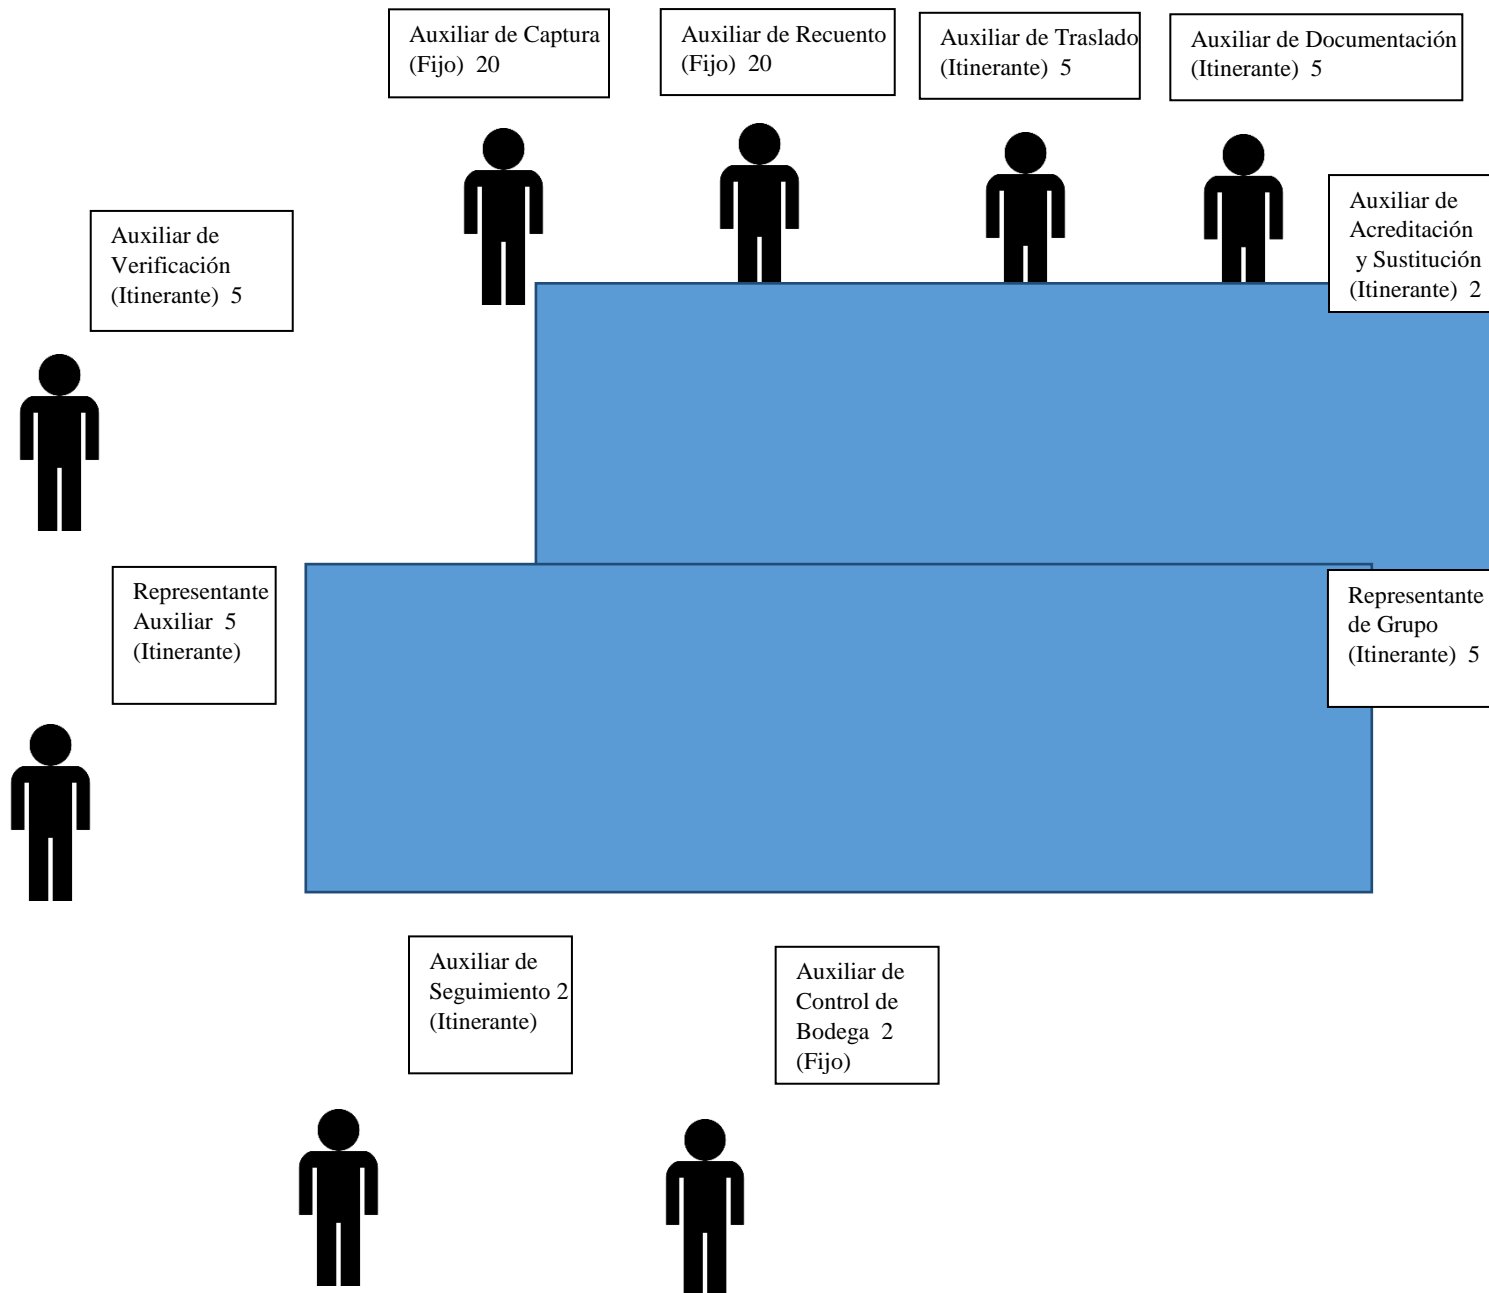 Auxiliar de Captura
(Fijo) 20
Auxiliar de Recuento
(Fijo) 20
Auxiliar de Traslado
(Itinerante) 5
Auxiliar de Documentación
(Itinerante) 5
Auxiliar de
Acreditación
y Sustitución
(Itinerante) 2
Auxiliar de
Verificación
(Itinerante) 5
Representante
Auxiliar 5
(Itinerante)
Representante
de Grupo
(Itinerante) 5
Auxiliar de
Seguimiento 2
(Itinerante)
Auxiliar de
Control de
Bodega 2
(Fijo)